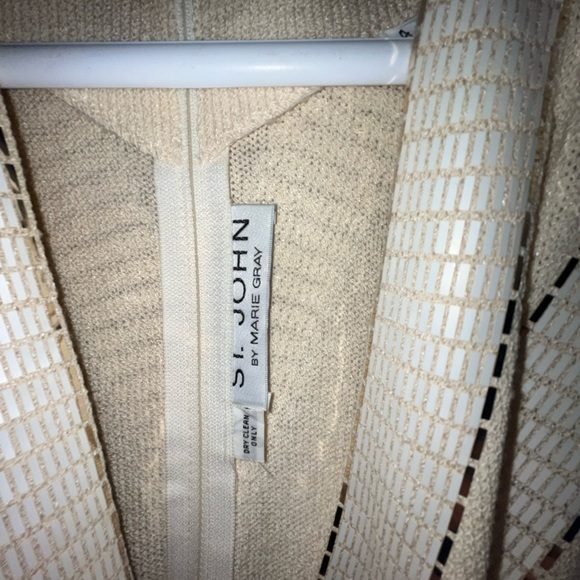 ST. JOHN
BY MARIE GRAY
DRY CLEAN
ONLY